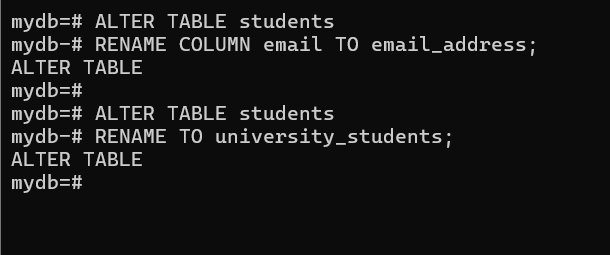 mydb=# ALTER TABLE students
mydb-# RENAME COLUMN email TO email_address;
ALTER TABLE
mydb=#
mydb=# ALTER TABLE students
mydb-# RENAME TO university_students;
ALTER TABLE
mydb=#